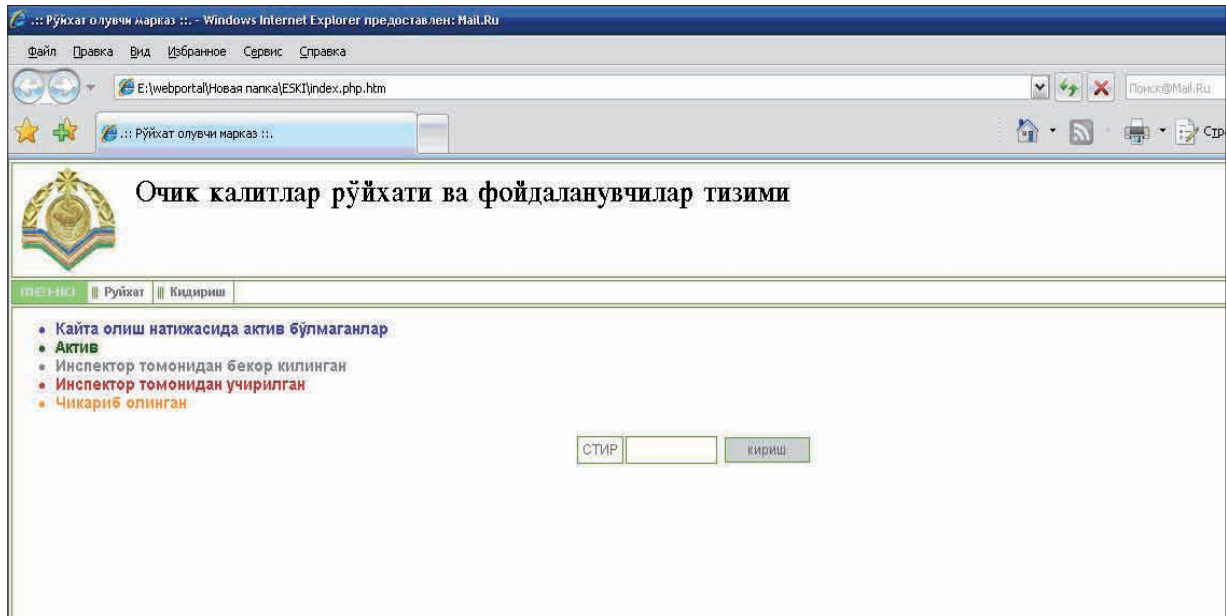 .:: Рўйхат олувчи марказ ::. - Windows Internet Explorer предоставлен: Mail.Ru
Файл Правка Вид Избранное Сервис Справка
E:\webportal\Новая папка\ESKI\index.php.htm Поиск@Mail.Ru
.:: Рўйхат олувчи марказ ::. Стр
Очик калитлар рўйхати ва фойдаланувчилар тизими
МЕНЮ Руйхат Кидириш
Кайта олиш натижасида актив бўлмаганлар
Актив
Инспектор томонидан бекор килинган
Инспектор томонидан учирилган
Чикариб олинган
СТИР кириш